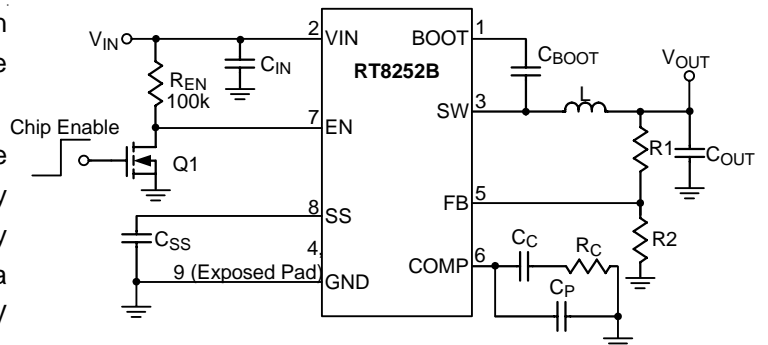 n
e
e
y
y
a
y
VIN
2
VIN
BOOT
1
RT8252B
CIN
CBOOT
VOUT
REN
100k
SW
3
L
Chip Enable
7
EN
Q1
R1
COUT
8
SS
FB
5
CSS
R2
4,
9 (Exposed Pad)
GND
COMP
6
CC
RC
CP